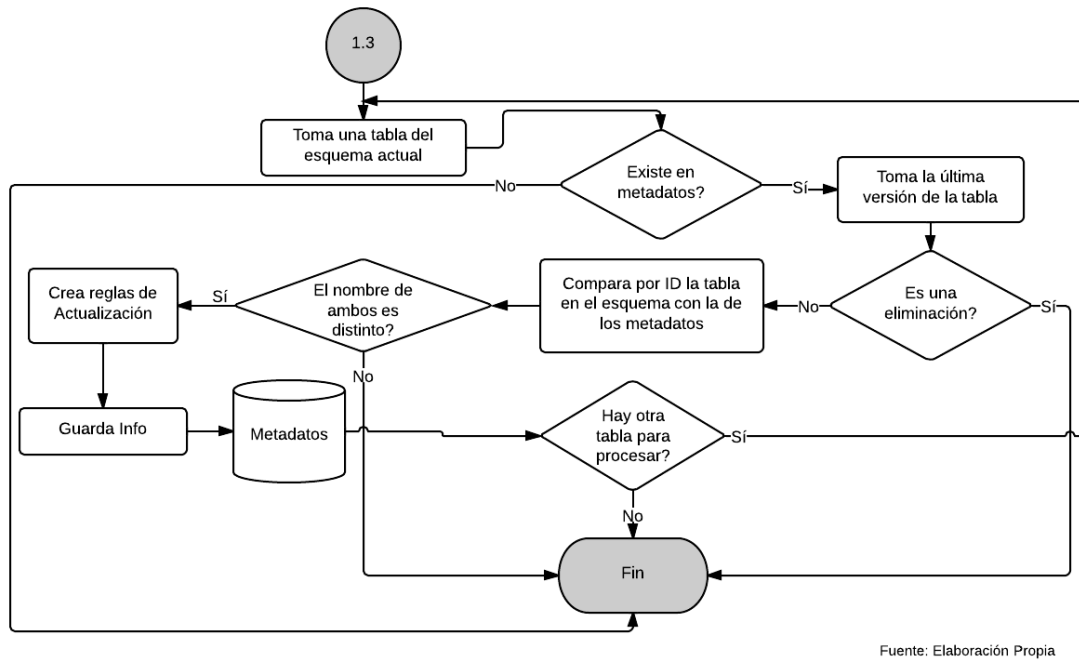 1.3
Toma una tabla del
esquema actual
Existe en
metadatos?
No
Sí
Toma la última
versión de la tabla
Es una
eliminación?
Sí
No
Compara por ID la tabla
en el esquema con la de
los metadatos
El nombre de
ambos es
distinto?
Sí
No
Crea reglas de
Actualización
Guarda Info
Metadatos
Hay otra
tabla para
procesar?
Sí
No
Fin
Fuente: Elaboración Propia